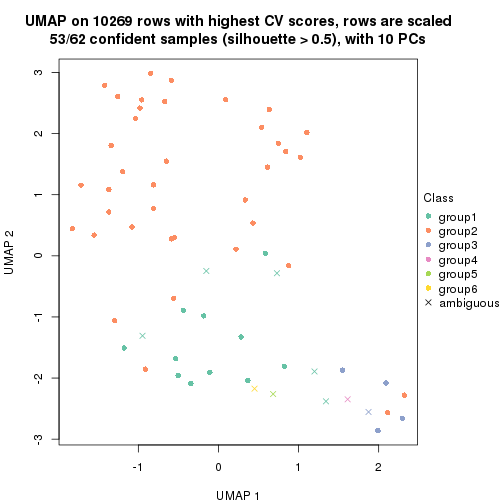 UMAP on 10269 rows with highest CV scores, rows are scaled
53/62 confident samples (silhouette > 0.5), with 10 PCs
3
2
1
0
-1
-2
-3
UMAP 2
-1
0
1
2
UMAP 1
Class
group1
group2
group3
group4
group5
group6
ambiguous